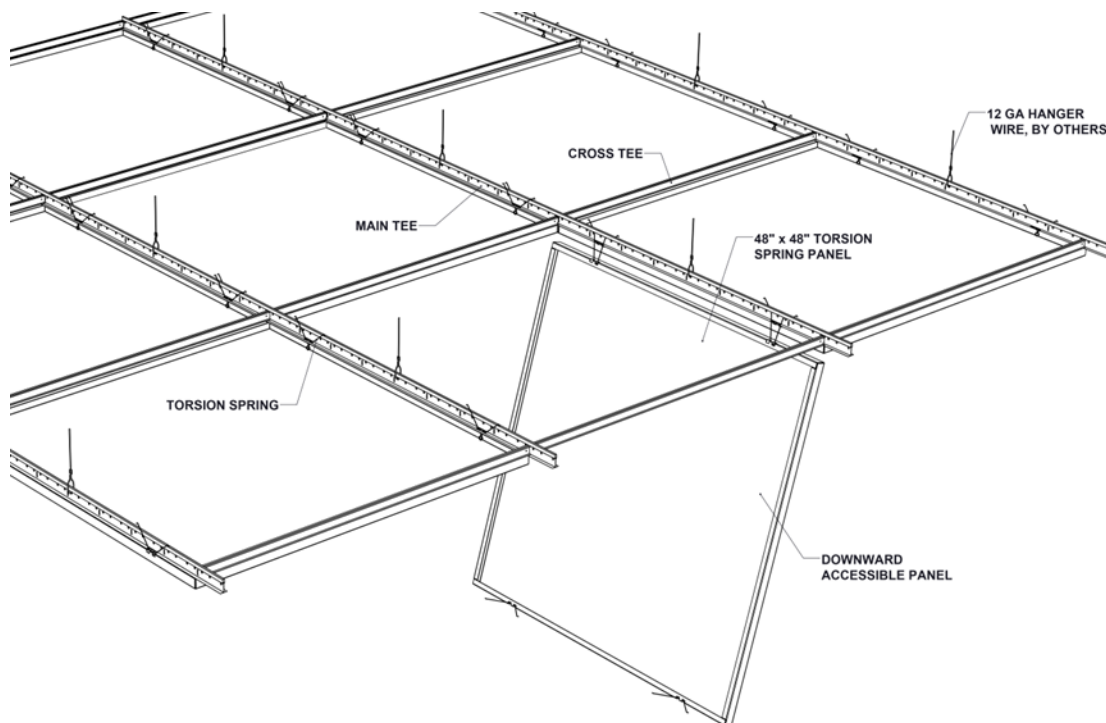 12 GA HANGER
WIRE, BY OTHERS
CROSS TEE
MAIN TEE
48" x 48" TORSION
SPRING PANEL
TORSION SPRING
DOWNWARD
ACCESSIBLE PANEL